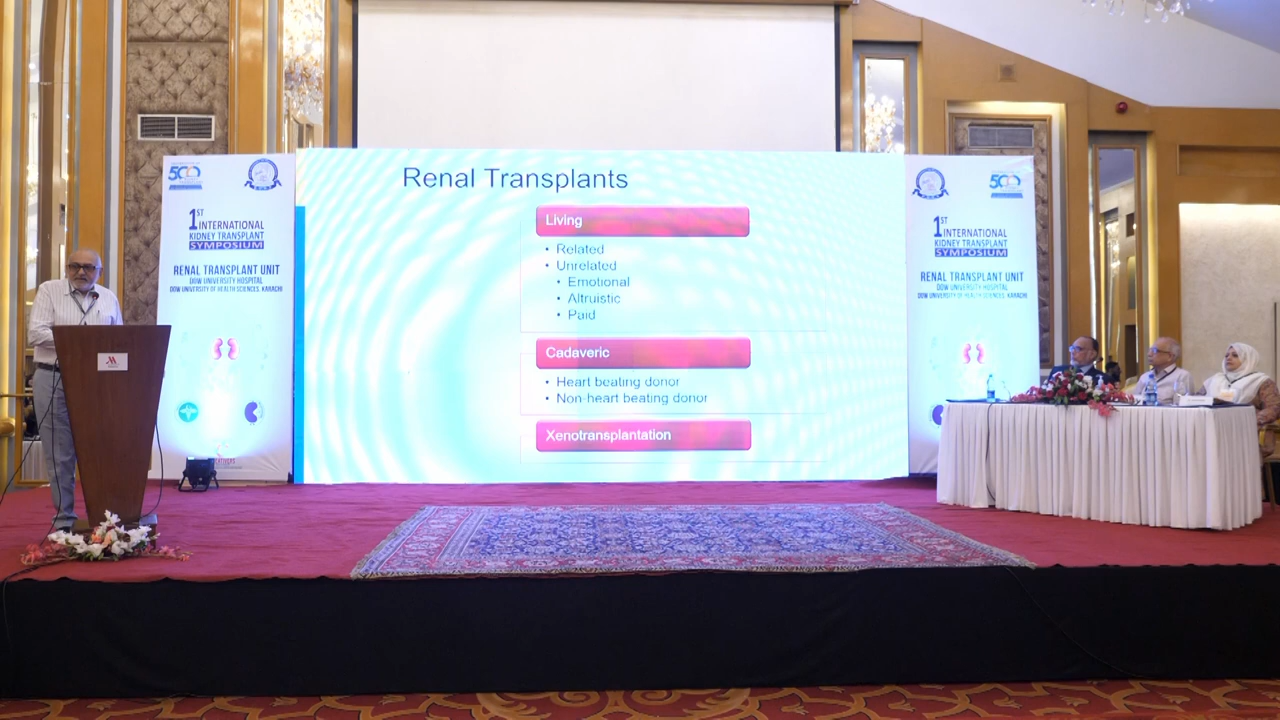 Renal Transplants
Living
• Related
• Unrelated
• Emotional
• Altruistic
• Paid
Cadaveric
• Heart beating donor
• Non-heart beating donor
Xenotransplantation
500
1ST
INTERNATIONAL
KIDNEY TRANSPLANT
SYMPOSIUM
RENAL TRANSPLANT UNIT
DOW UNIVERSITY HOSPITAL
DOW UNIVERSITY OF HEALTH SCIENCES, KARACHI
500
1ST
INTERNATIONAL
KIDNEY TRANSPLANT
SYMPOSIUM
RENAL TRANSPLANT UNIT
DOW UNIVERSITY HOSPITAL
DOW UNIVERSITY OF HEALTH SCIENCES, KARACHI